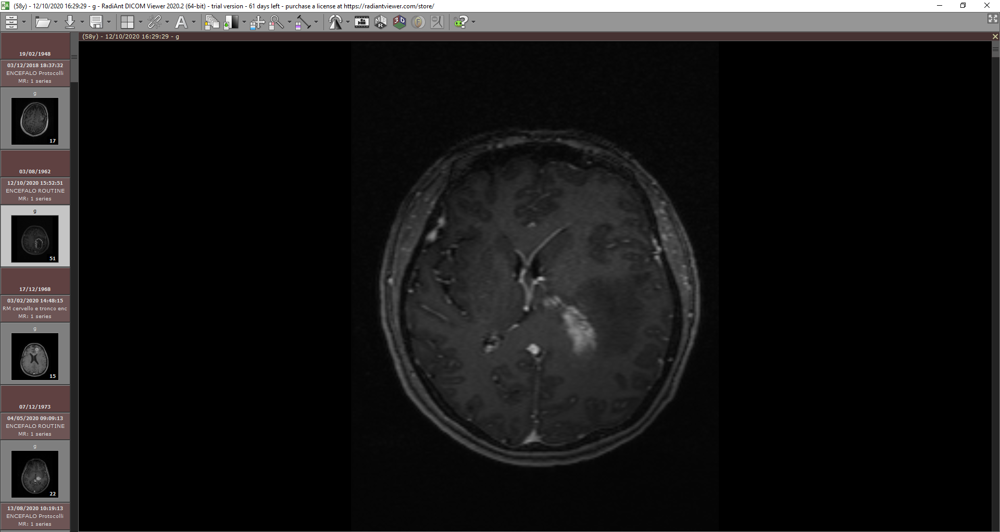 (58y) - 12/10/2020 16:29:29 - g - RadiAnt DICOM Viewer 2020.2 (64-bit) - trial version - 61 days left - purchase a license at https://radiantviewer.com/store/
(58y) - 12/10/2020 16:29:29 - g
19/02/1948
03/12/2018 18:37:32
ENCEFALO Protocolli
MR: 1 series
g
17
03/08/1962
12/10/2020 15:52:51
ENCEFALO ROUTINE
MR: 1 series
g
51
17/12/1968
03/02/2020 14:48:15
RM cervello e tronco enc
MR: 1 series
g
15
07/12/1973
04/05/2020 09:09:13
ENCEFALO ROUTINE
MR: 1 series
g
22
13/08/2020 10:19:13
ENCEFALO Protocolli
MR: 1 series